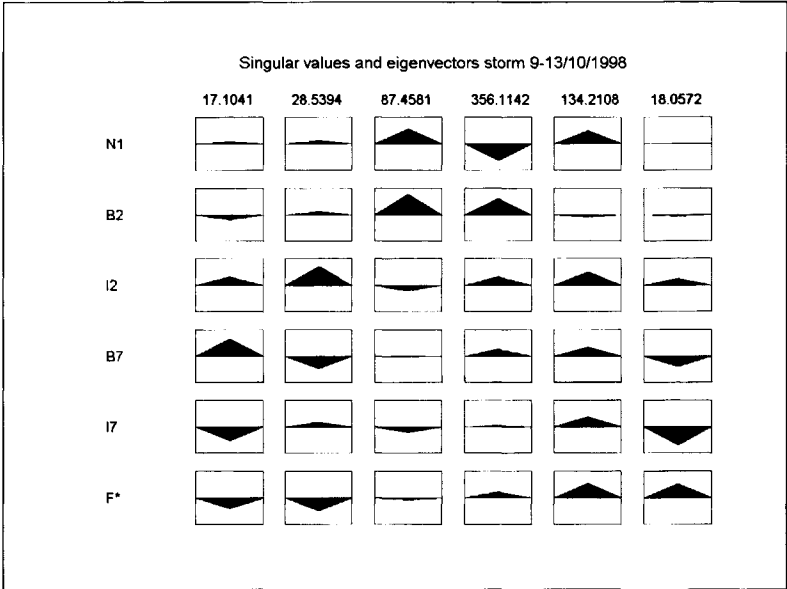 Singular values and eigenvectors storm 9-13/10/1998
17.1041 28.5394 87.4581 356.1142 134.2108 18.0572
N1
B2
I2
B7
I7
F*